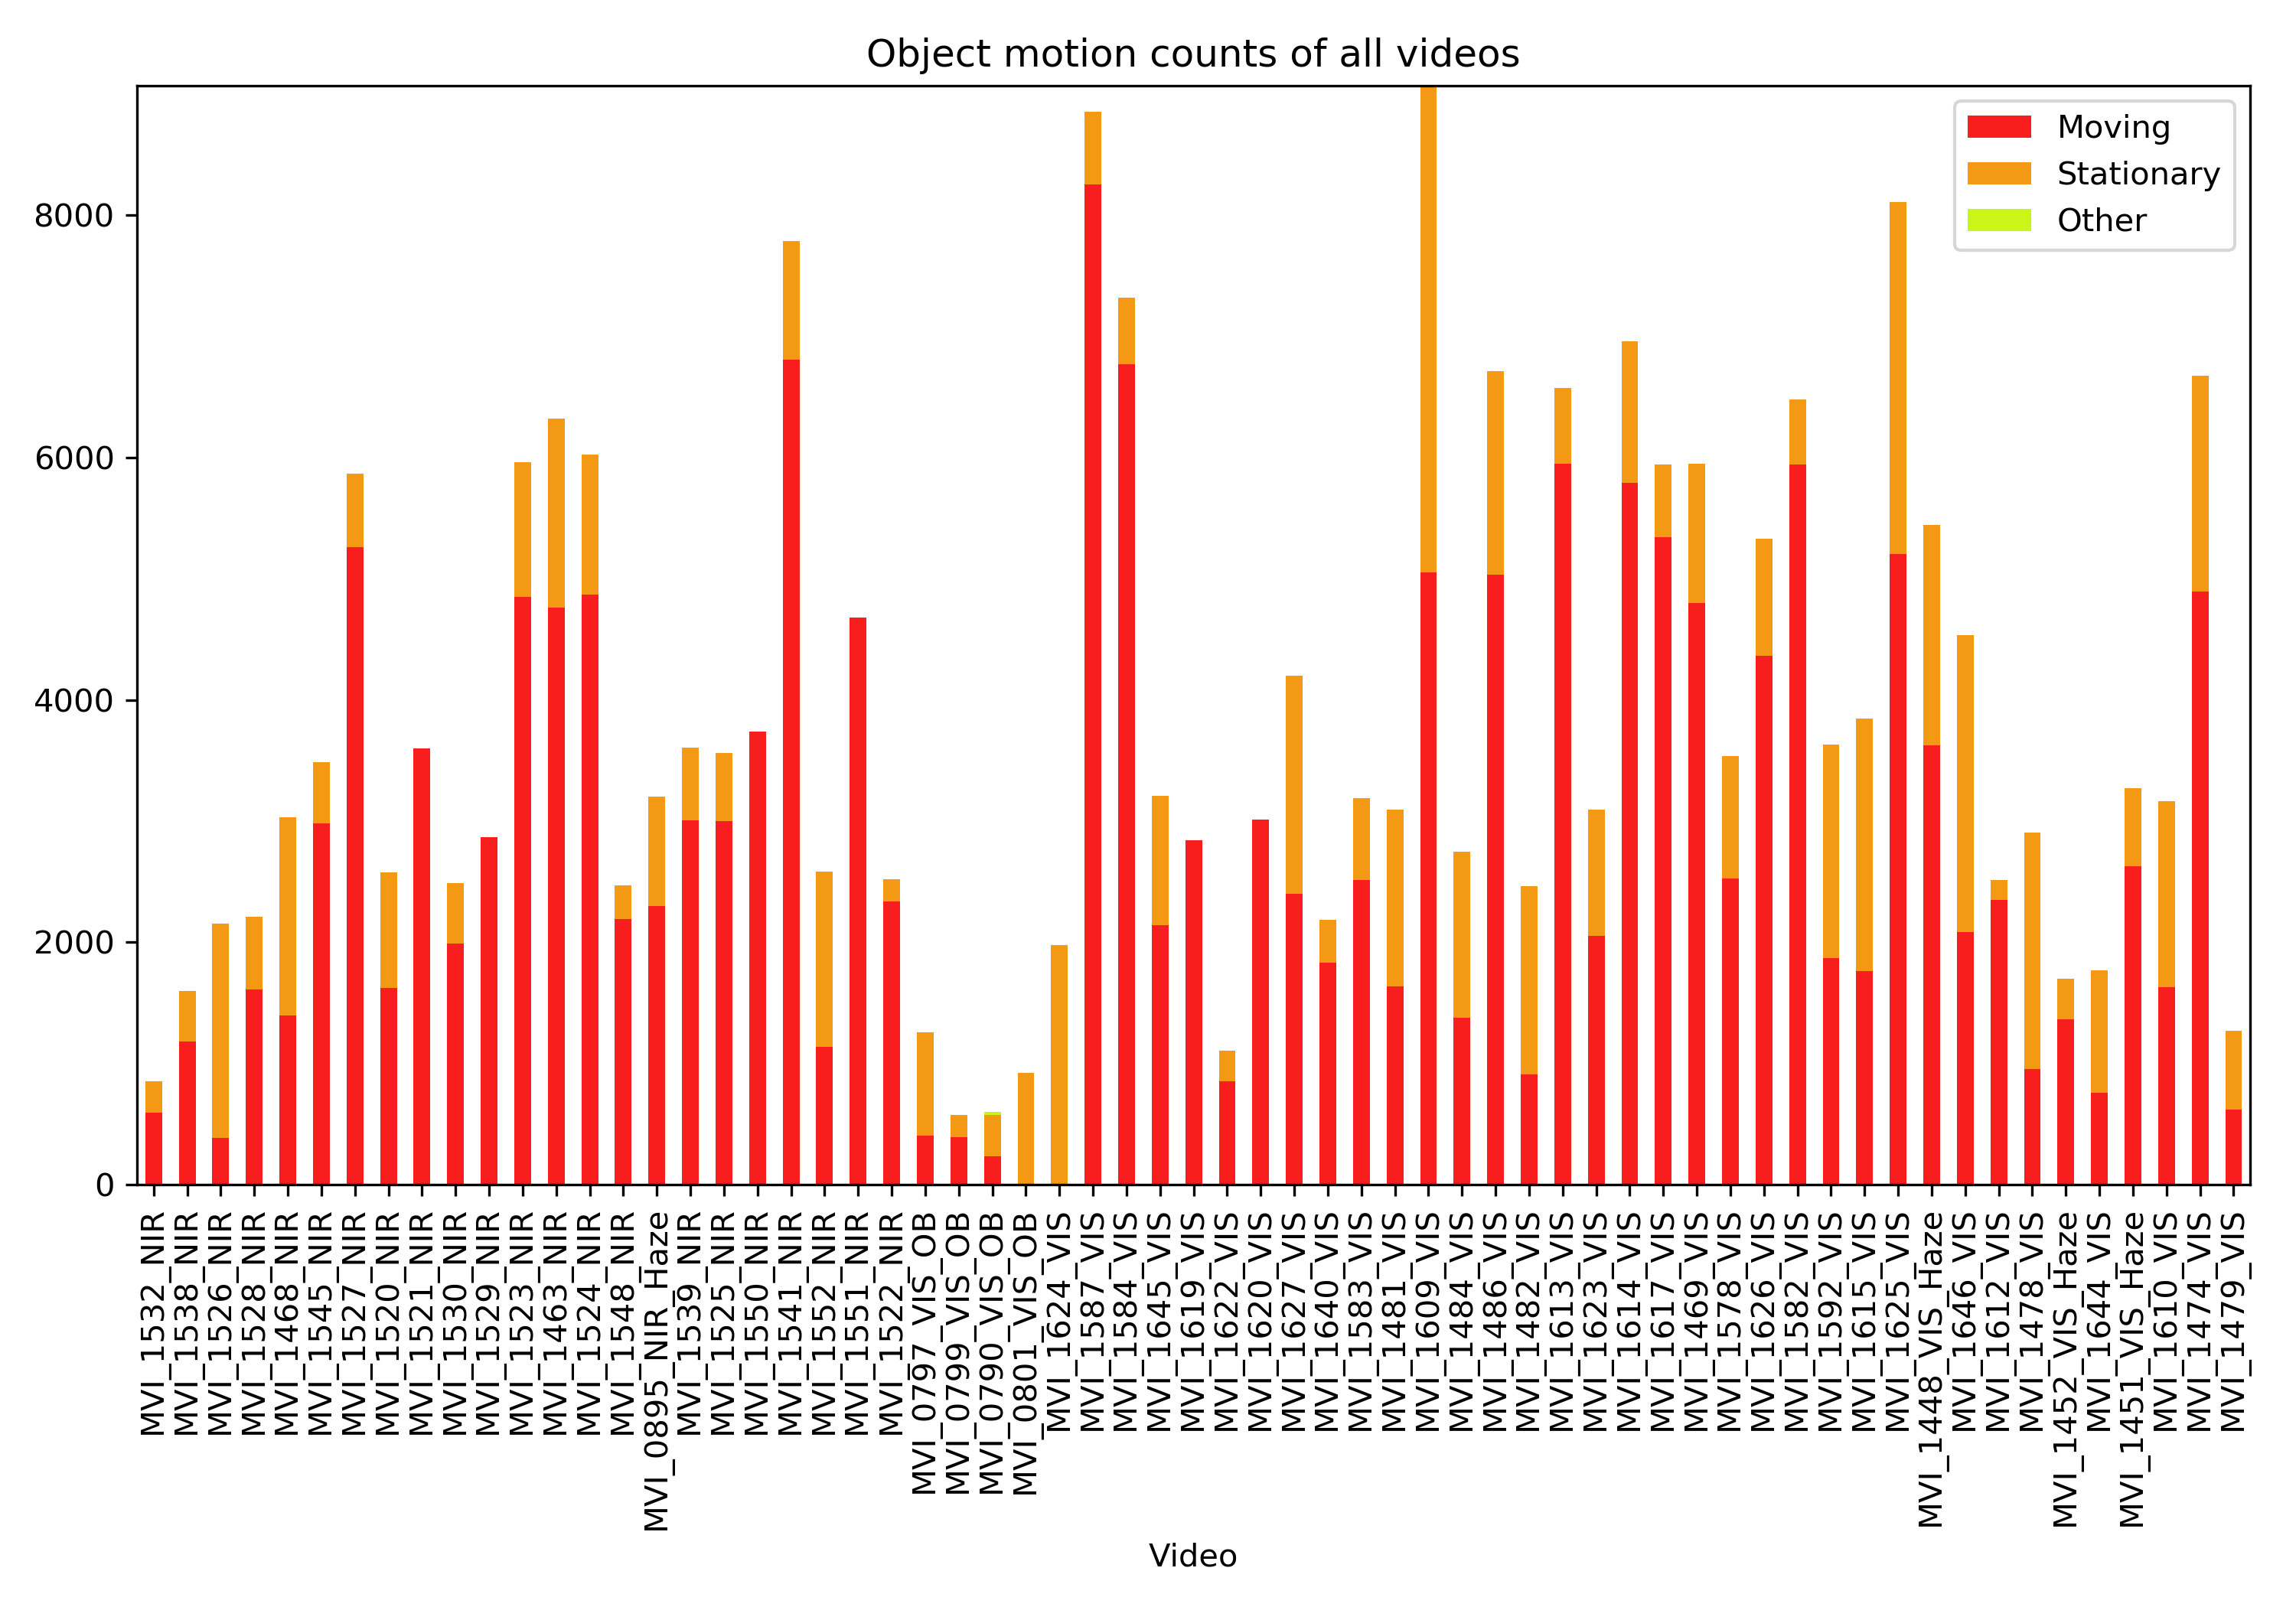 Object motion counts of all videos
Moving
Stationary
Other
8000
6000
4000
2000
0
MVI_1532_NIR
MVI_1538_NIR
MVI_1526_NIR
MVI_1528_NIR
MVI_1468_NIR
MVI_1545_NIR
MVI_1527_NIR
MVI_1520_NIR
MVI_1521_NIR
MVI_1530_NIR
MVI_1529_NIR
MVI_1523_NIR
MVI_1463_NIR
MVI_1524_NIR
MVI_1548_NIR
MVI_0895_NIR_Haze
MVI_1539_NIR
MVI_1525_NIR
MVI_1550_NIR
MVI_1541_NIR
MVI_1552_NIR
MVI_1551_NIR
MVI_1522_NIR
MVI_0797_VIS_OB
MVI_0799_VIS_OB
MVI_0790_VIS_OB
MVI_0801_VIS_OB
MVI_1624_VIS
MVI_1587_VIS
MVI_1584_VIS
MVI_1645_VIS
MVI_1619_VIS
MVI_1622_VIS
MVI_1620_VIS
MVI_1627_VIS
MVI_1640_VIS
MVI_1583_VIS
MVI_1481_VIS
MVI_1609_VIS
MVI_1484_VIS
MVI_1486_VIS
MVI_1482_VIS
MVI_1613_VIS
MVI_1623_VIS
MVI_1614_VIS
MVI_1617_VIS
MVI_1469_VIS
MVI_1578_VIS
MVI_1626_VIS
MVI_1582_VIS
MVI_1592_VIS
MVI_1615_VIS
MVI_1625_VIS
MVI_1448_VIS_Haze
MVI_1646_VIS
MVI_1612_VIS
MVI_1478_VIS
MVI_1452_VIS_Haze
MVI_1644_VIS
MVI_1451_VIS_Haze
MVI_1610_VIS
MVI_1474_VIS
MVI_1479_VIS
Video